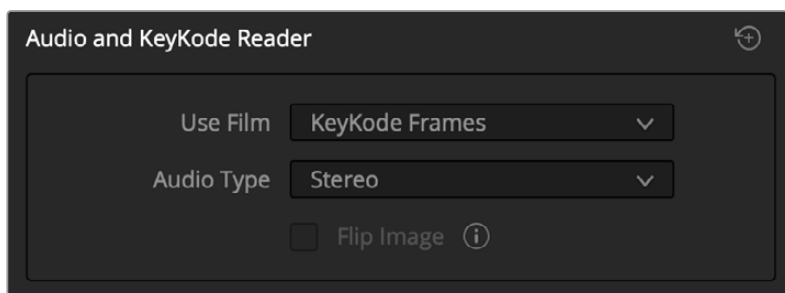 Audio and KeyKode Reader
Use Film KeyKode Frames
Audio Type Stereo
Flip Image